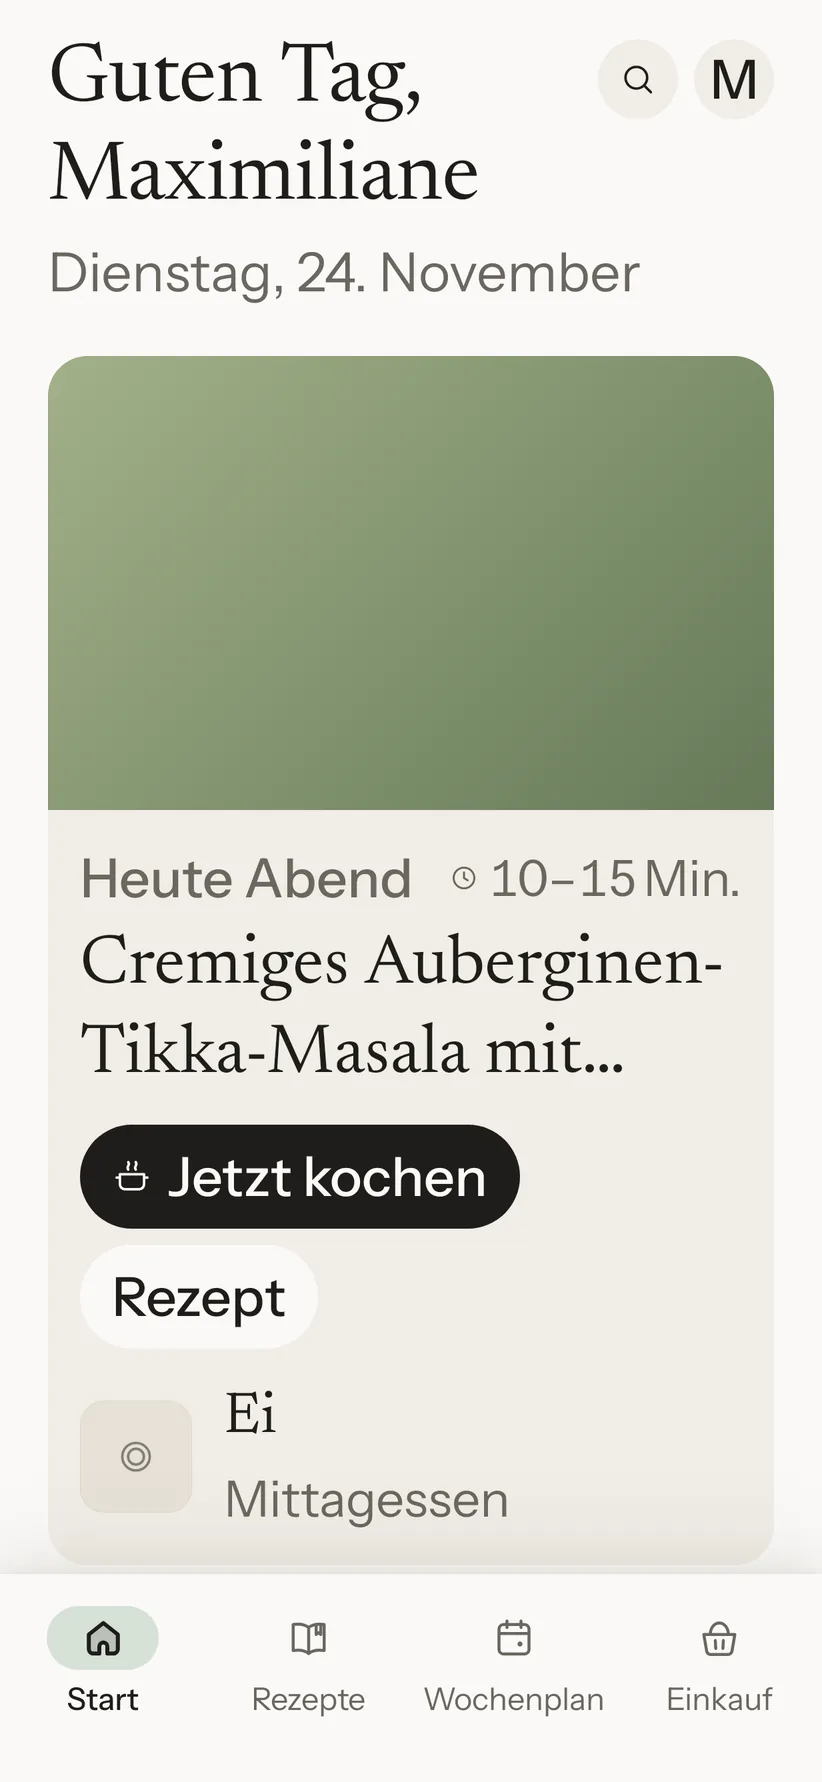 Guten Tag,
Maximiliane
M
Dienstag, 24. November
Heute Abend
10–15 Min.
Cremiges Auberginen-
Tikka-Masala mit…
Jetzt kochen
Rezept
Ei
Mittagessen
Start
Rezepte
Wochenplan
Einkauf